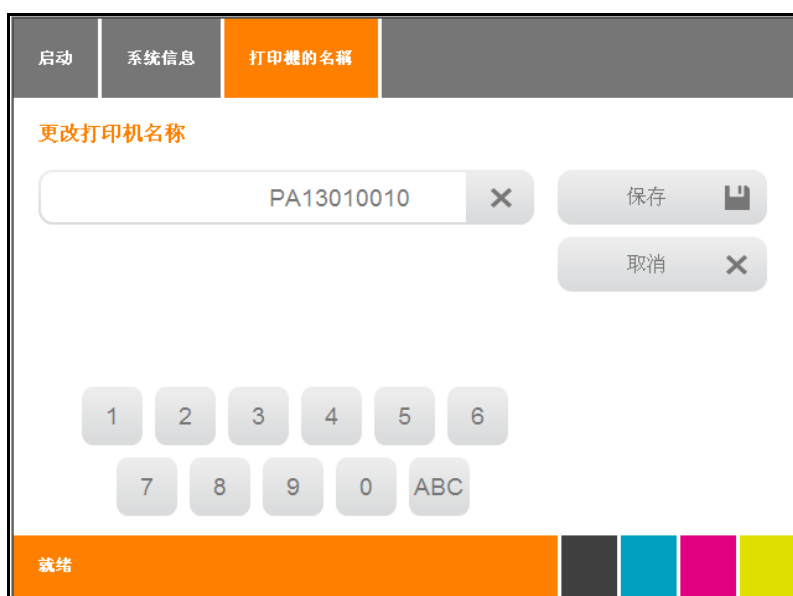 启动 系统信息 打印機的名稱
更改打印机名称
PA13010010
保存
取消
1 2 3 4 5 6
7 8 9 0 ABC
就绪